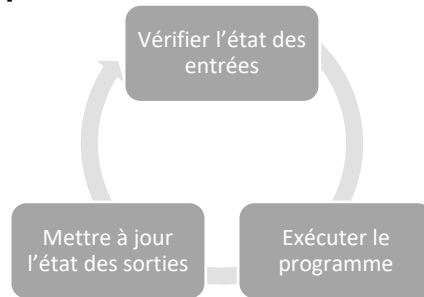 Vérifier l'état des
entrées
Exécuter le
programme
Mettre à jour
l'état des sorties